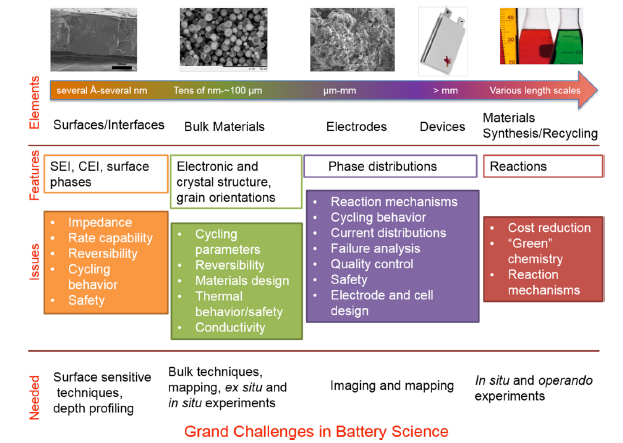 Elements
several Å-several nm
Tens of nm-~100 µm
µm-mm
> mm
Various length scales
Surfaces/Interfaces
Bulk Materials
Electrodes
Devices
Materials
Synthesis/Recycling
Features
SEI, CEI, surface
phases
Electronic and
crystal structure,
grain orientations
Phase distributions
Reactions
Issues
• Impedance
• Rate capability
• Reversibility
• Cycling
behavior
• Safety
• Cycling
parameters
• Reversibility
• Materials design
• Thermal
behavior/safety
• Conductivity
• Reaction mechanisms
• Cycling behavior
• Current distributions
• Failure analysis
• Quality control
• Safety
• Electrode and cell
design
• Cost reduction
• “Green”
chemistry
• Reaction
mechanisms
Needed
Surface sensitive
techniques,
depth profiling
Bulk techniques,
mapping, ex situ and
in situ experiments
Imaging and mapping
In situ and operando
experiments
Grand Challenges in Battery Science